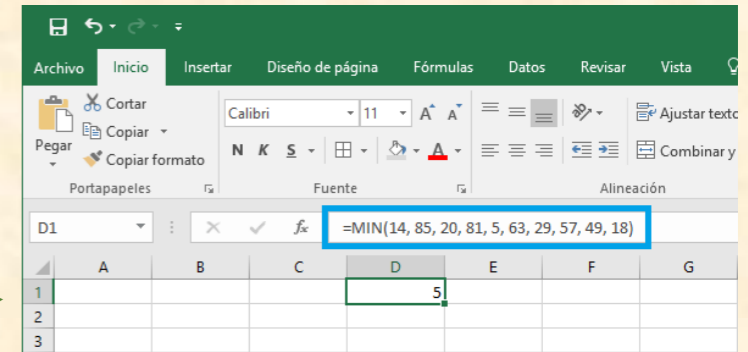 Archivo Inicio Insertar Diseño de página Fórmulas Datos Revisar Vista
Pegar
Cortar
Copiar
Copiar formato
Portapapeles
Calibri 11 A A
N K S A
Fuente
Ajustar texto
Combinar y
Alineación
D1 fx =MIN(14, 85, 20, 81, 5, 63, 29, 57, 49, 18)
A B C D E F G
1 5
2
3